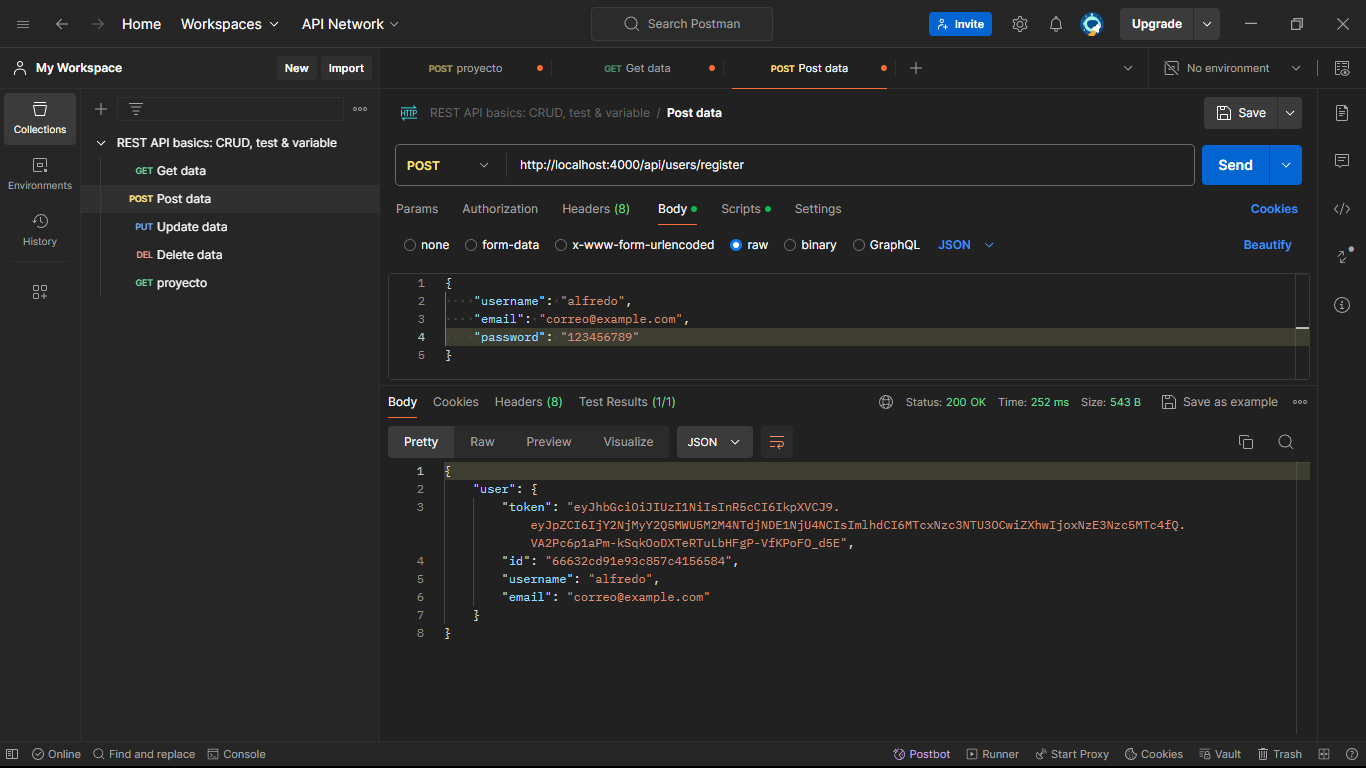 Home Workspaces API Network Search Postman Invite Upgrade
My Workspace New Import POST proyecto GET Get data POST Post data No environment
Collections
Environments
History
REST API basics: CRUD, test & variable
GET Get data
POST Post data
PUT Update data
DEL Delete data
GET proyecto
HTTP REST API basics: CRUD, test & variable / Post data Save
POST http://localhost:4000/api/users/register Send
Params Authorization Headers (8) Body Scripts Settings Cookies
none form-data x-www-form-urlencoded raw binary GraphQL JSON Beautify
1 {
2 "username": "alfredo",
3 "email": "correo@example.com",
4 "password": "123456789"
5 }
Body Cookies Headers (8) Test Results (1/1) Status: 200 OK Time: 252 ms Size: 543 B Save as example
Pretty Raw Preview Visualize JSON
1 {
2 "user": {
3 "token": "eyJhbGciOiJIUzI1NiIsInR5cCI6IkpXVCJ9.
eyJpZCI6IjY2NjMyY2Q5MWU5M2M4NTdjNDE1NjU4NCIsImlhdCI6MTcxNzc3NTU3OCwiZXhwIjoxNzE3Nzc5MTc4fQ.
VA2Pc6p1aPm-kSqkOoDXTeRTuLbHFgP-VfKPoFO_d5E",
4 "id": "66632cd91e93c857c4156584",
5 "username": "alfredo",
6 "email": "correo@example.com"
7 }
8 }
Online Find and replace Console Postbot Runner Start Proxy Cookies Vault Trash